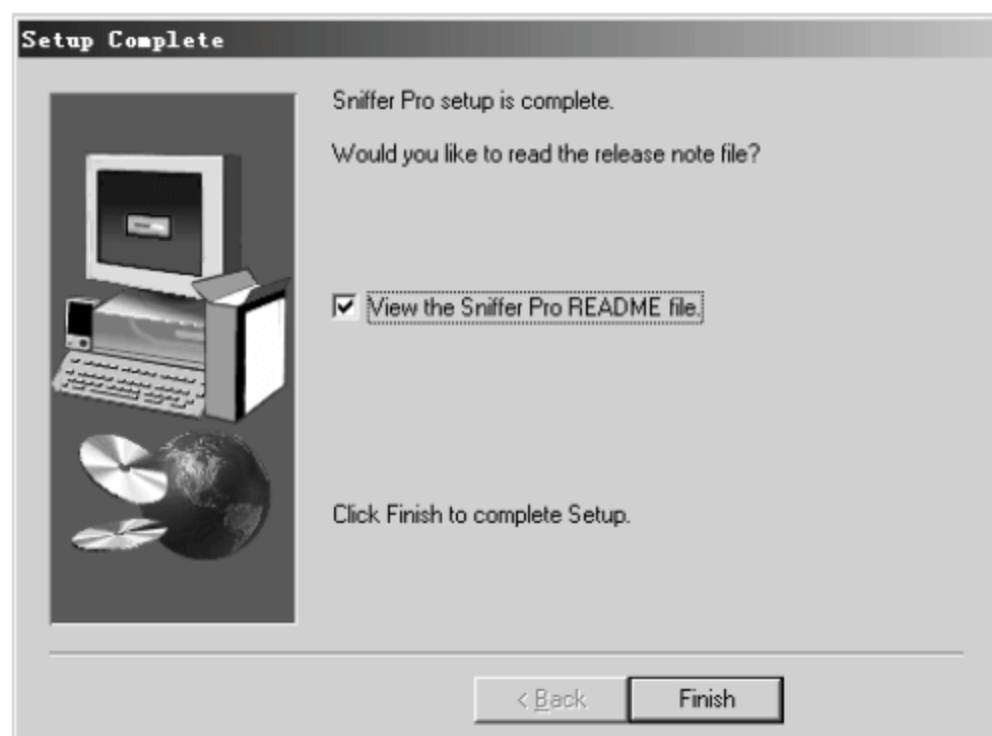 Setup Complete
Sniffer Pro setup is complete.
Would you like to read the release note file?
View the Sniffer Pro README file.
Click Finish to complete Setup.
< Back
Finish